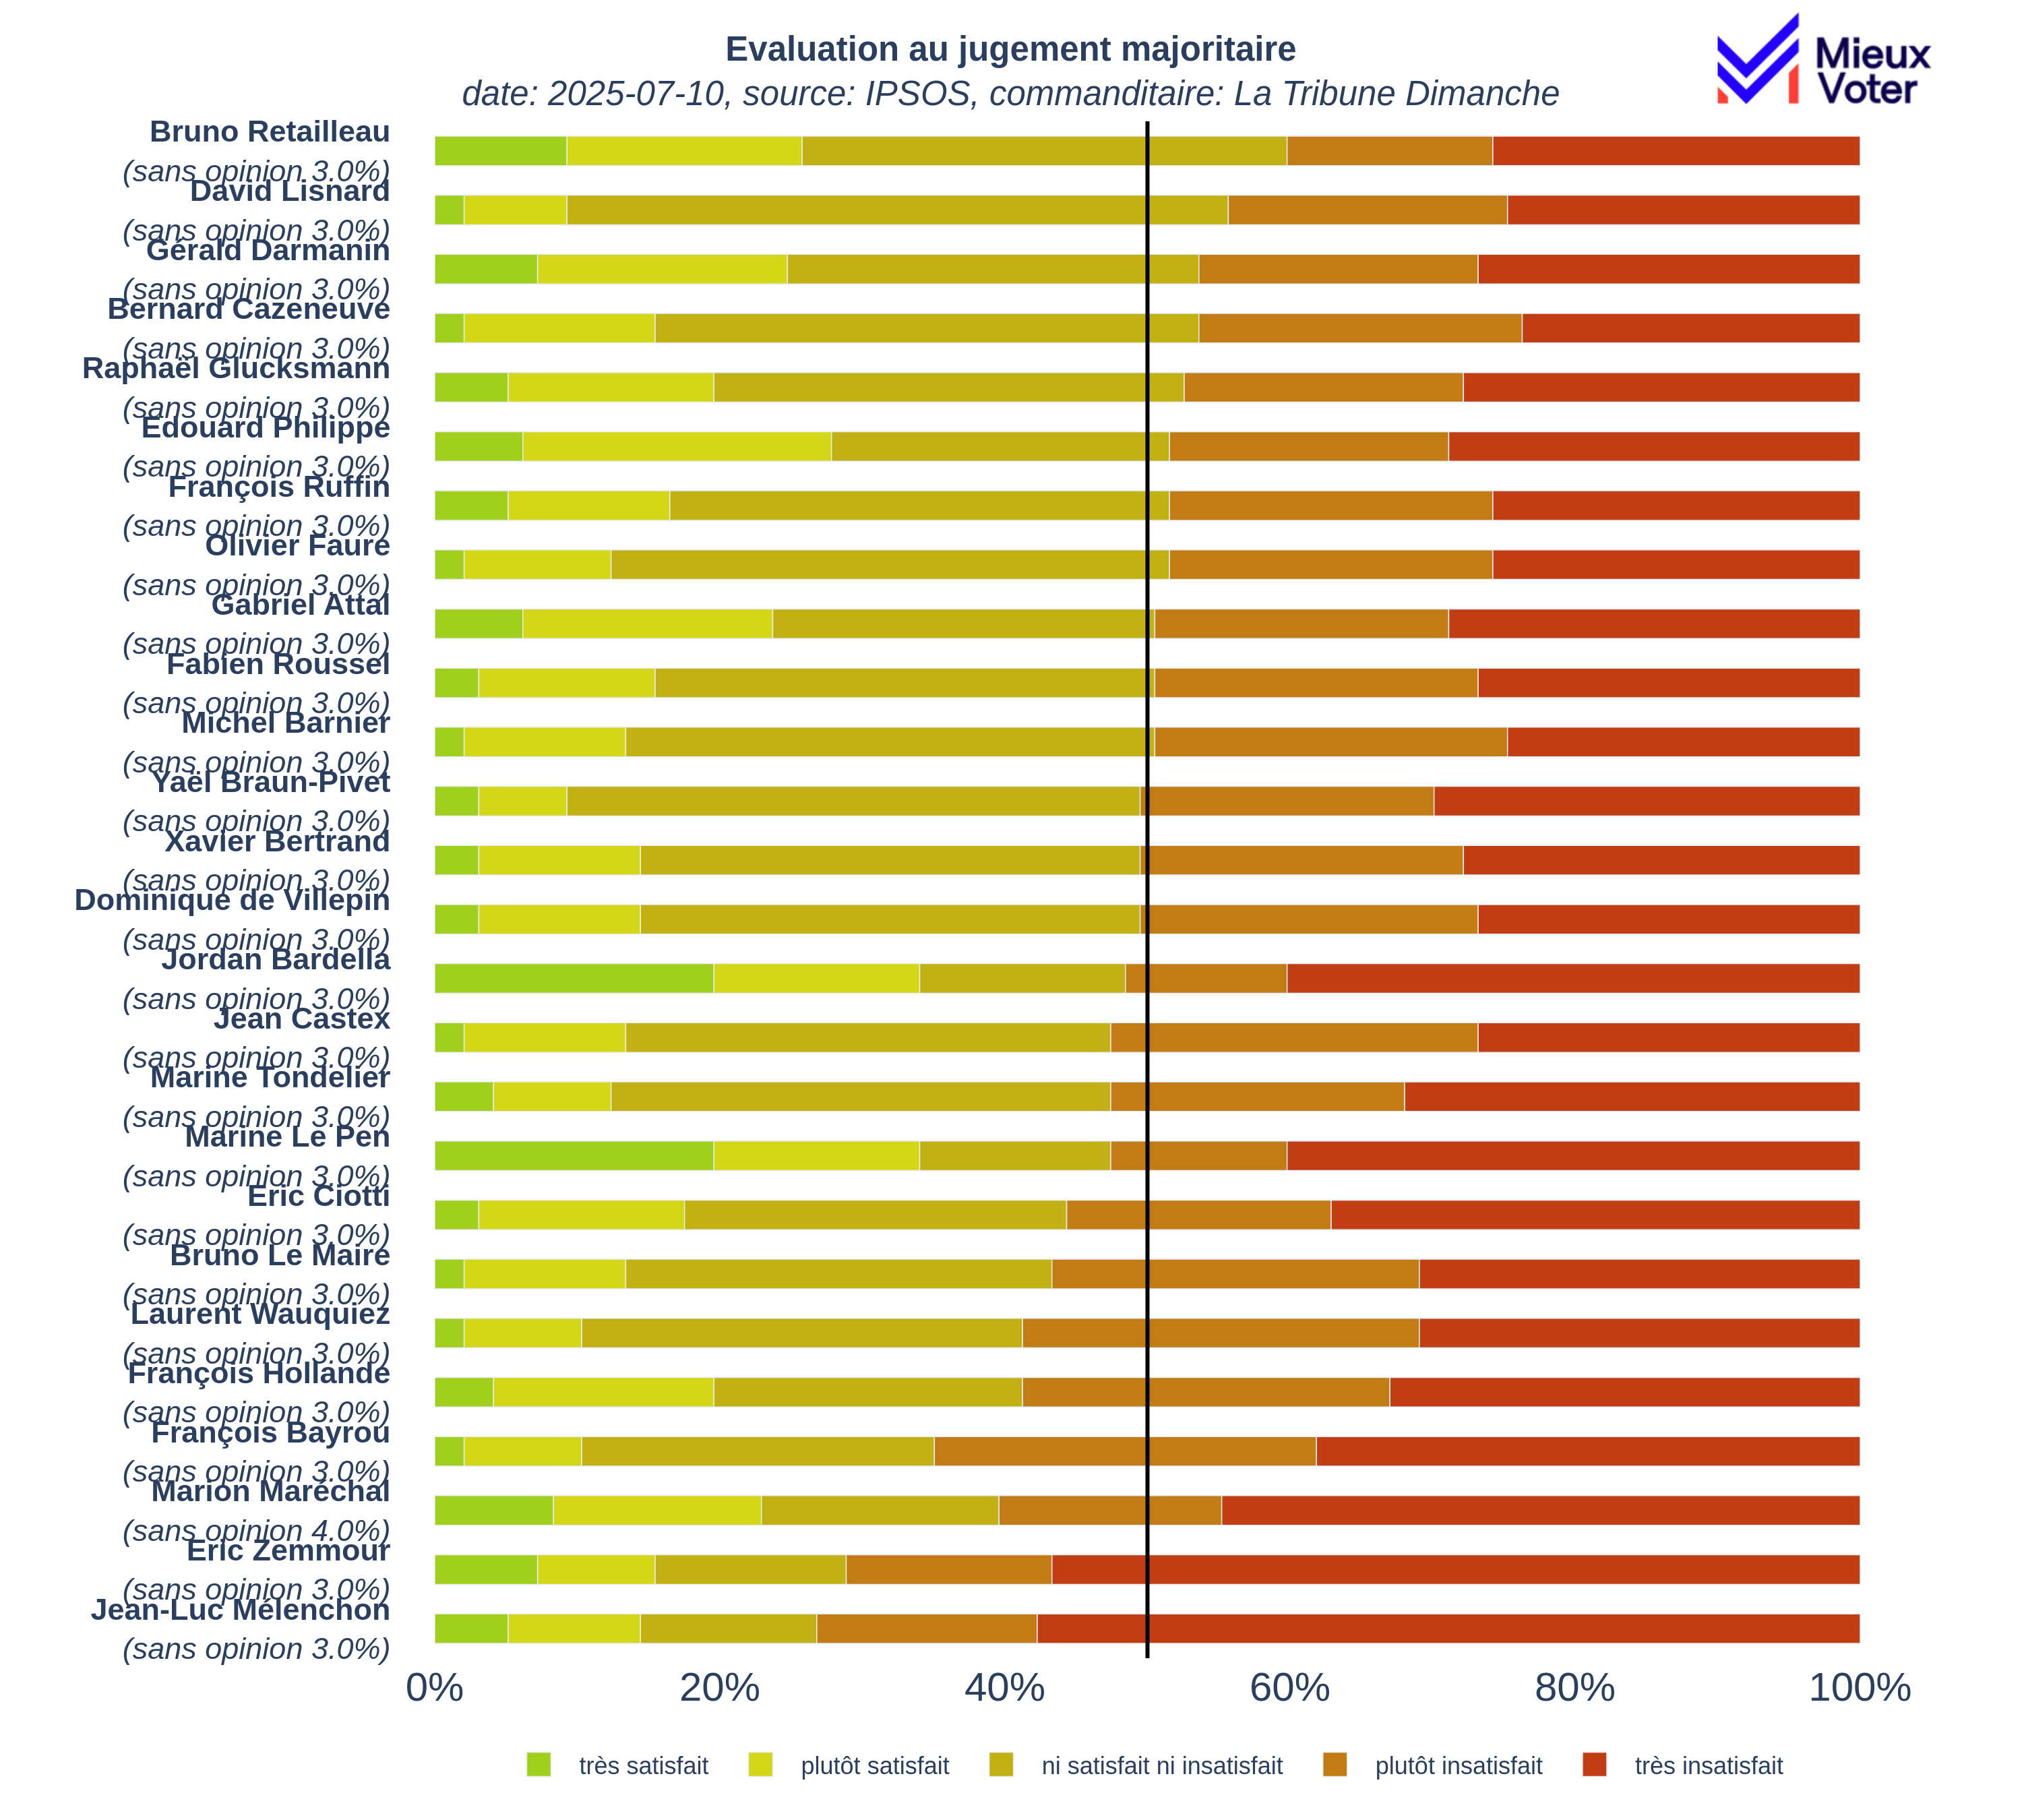 Evaluation au jugement majoritaire
date: 2025-07-10, source: IPSOS, commanditaire: La Tribune Dimanche
Mieux
Voter
Bruno Retailleau
(sans opinion 3.0%)
David Lisnard
(sans opinion 3.0%)
Gérald Darmanin
(sans opinion 3.0%)
Bernard Cazeneuve
(sans opinion 3.0%)
Raphaël Glucksmann
(sans opinion 3.0%)
Edouard Philippe
(sans opinion 3.0%)
François Ruffin
(sans opinion 3.0%)
Olivier Faure
(sans opinion 3.0%)
Gabriel Attal
(sans opinion 3.0%)
Fabien Roussel
(sans opinion 3.0%)
Michel Barnier
(sans opinion 3.0%)
Yaël Braun-Pivet
(sans opinion 3.0%)
Xavier Bertrand
(sans opinion 3.0%)
Dominique de Villepin
(sans opinion 3.0%)
Jordan Bardella
(sans opinion 3.0%)
Jean Castex
(sans opinion 3.0%)
Marine Tondelier
(sans opinion 3.0%)
Marine Le Pen
(sans opinion 3.0%)
Eric Ciotti
(sans opinion 3.0%)
Bruno Le Maire
(sans opinion 3.0%)
Laurent Wauquiez
(sans opinion 3.0%)
François Hollande
(sans opinion 3.0%)
François Bayrou
(sans opinion 3.0%)
Marion Maréchal
(sans opinion 4.0%)
Eric Zemmour
(sans opinion 3.0%)
Jean-Luc Mélenchon
(sans opinion 3.0%)
0% 20% 40% 60% 80% 100%
très satisfait plutôt satisfait ni satisfait ni insatisfait plutôt insatisfait très insatisfait